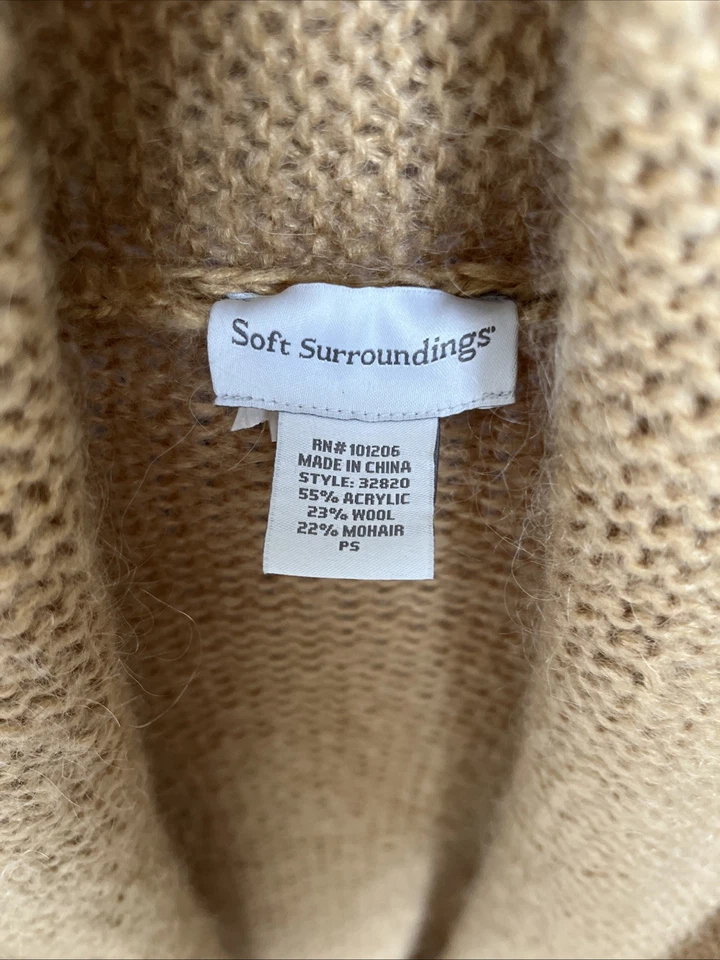 Soft Surroundings
RN# 101206
MADE IN CHINA
STYLE: 32820
55% ACRYLIC
23% WOOL
22% MOHAIR
PS